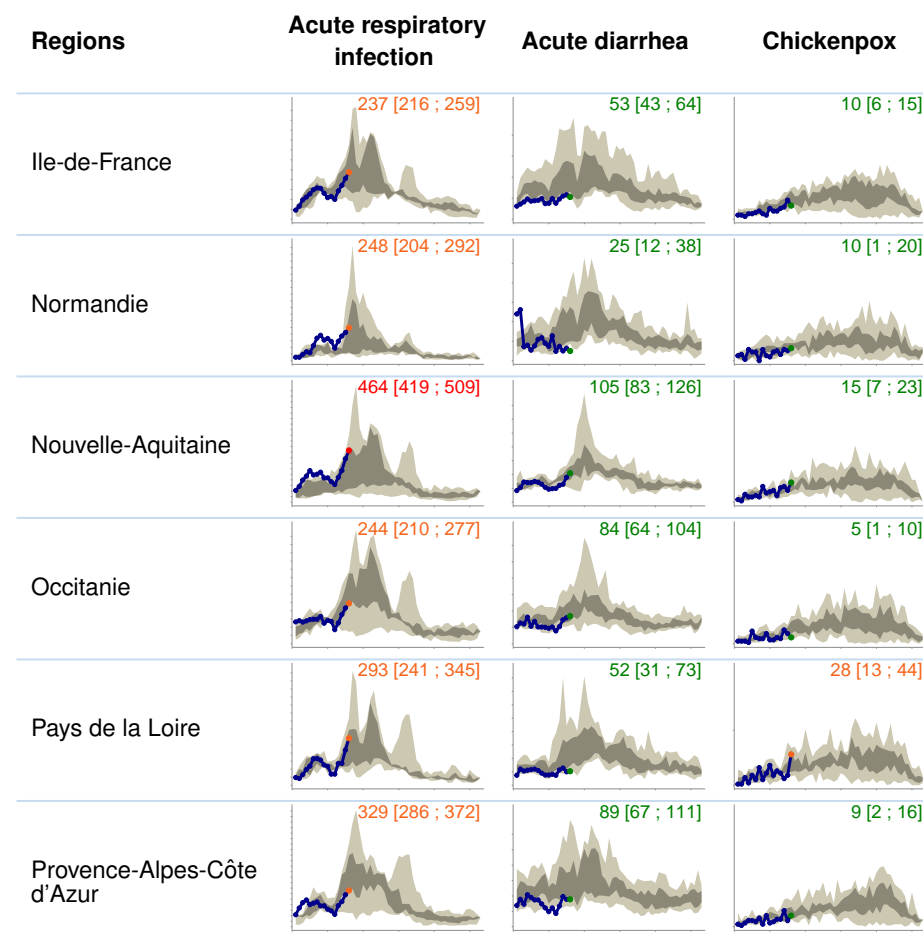 Regions
Acute respiratory
infection
Acute diarrhea
Chickenpox
Ile-de-France
237 [216 ; 259]
53 [43 ; 64]
10 [6 ; 15]
Normandie
248 [204 ; 292]
25 [12 ; 38]
10 [1 ; 20]
Nouvelle-Aquitaine
464 [419 ; 509]
105 [83 ; 126]
15 [7 ; 23]
Occitanie
244 [210 ; 277]
84 [64 ; 104]
5 [1 ; 10]
Pays de la Loire
293 [241 ; 345]
52 [31 ; 73]
28 [13 ; 44]
Provence-Alpes-Côte
d'Azur
329 [286 ; 372]
89 [67 ; 111]
9 [2 ; 16]